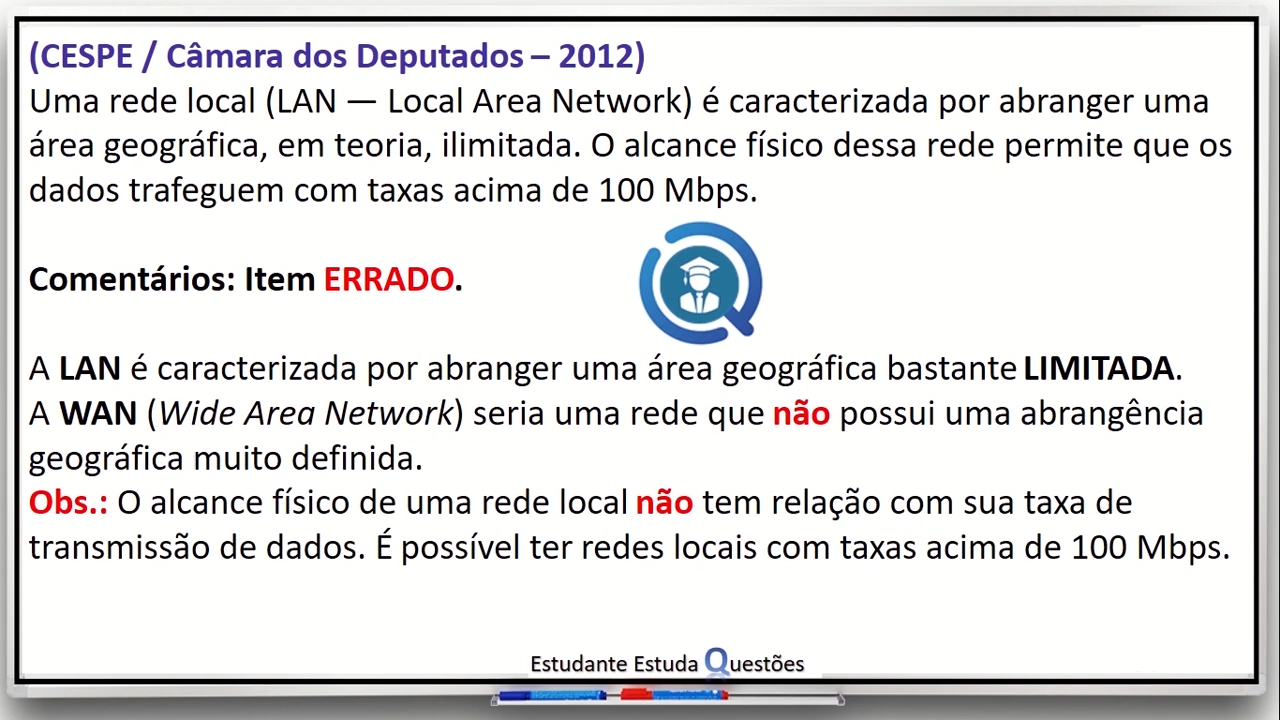 (CESPE / Câmara dos Deputados – 2012)
Uma rede local (LAN — Local Area Network) é caracterizada por abranger uma
área geográfica, em teoria, ilimitada. O alcance físico dessa rede permite que os
dados trafeguem com taxas acima de 100 Mbps.
Comentários: Item ERRADO.
A LAN é caracterizada por abranger uma área geográfica bastante LIMITADA.
A WAN (Wide Area Network) seria uma rede que não possui uma abrangência
geográfica muito definida.
Obs.: O alcance físico de uma rede local não tem relação com sua taxa de
transmissão de dados. É possível ter redes locais com taxas acima de 100 Mbps.
Estudante Estuda Questões